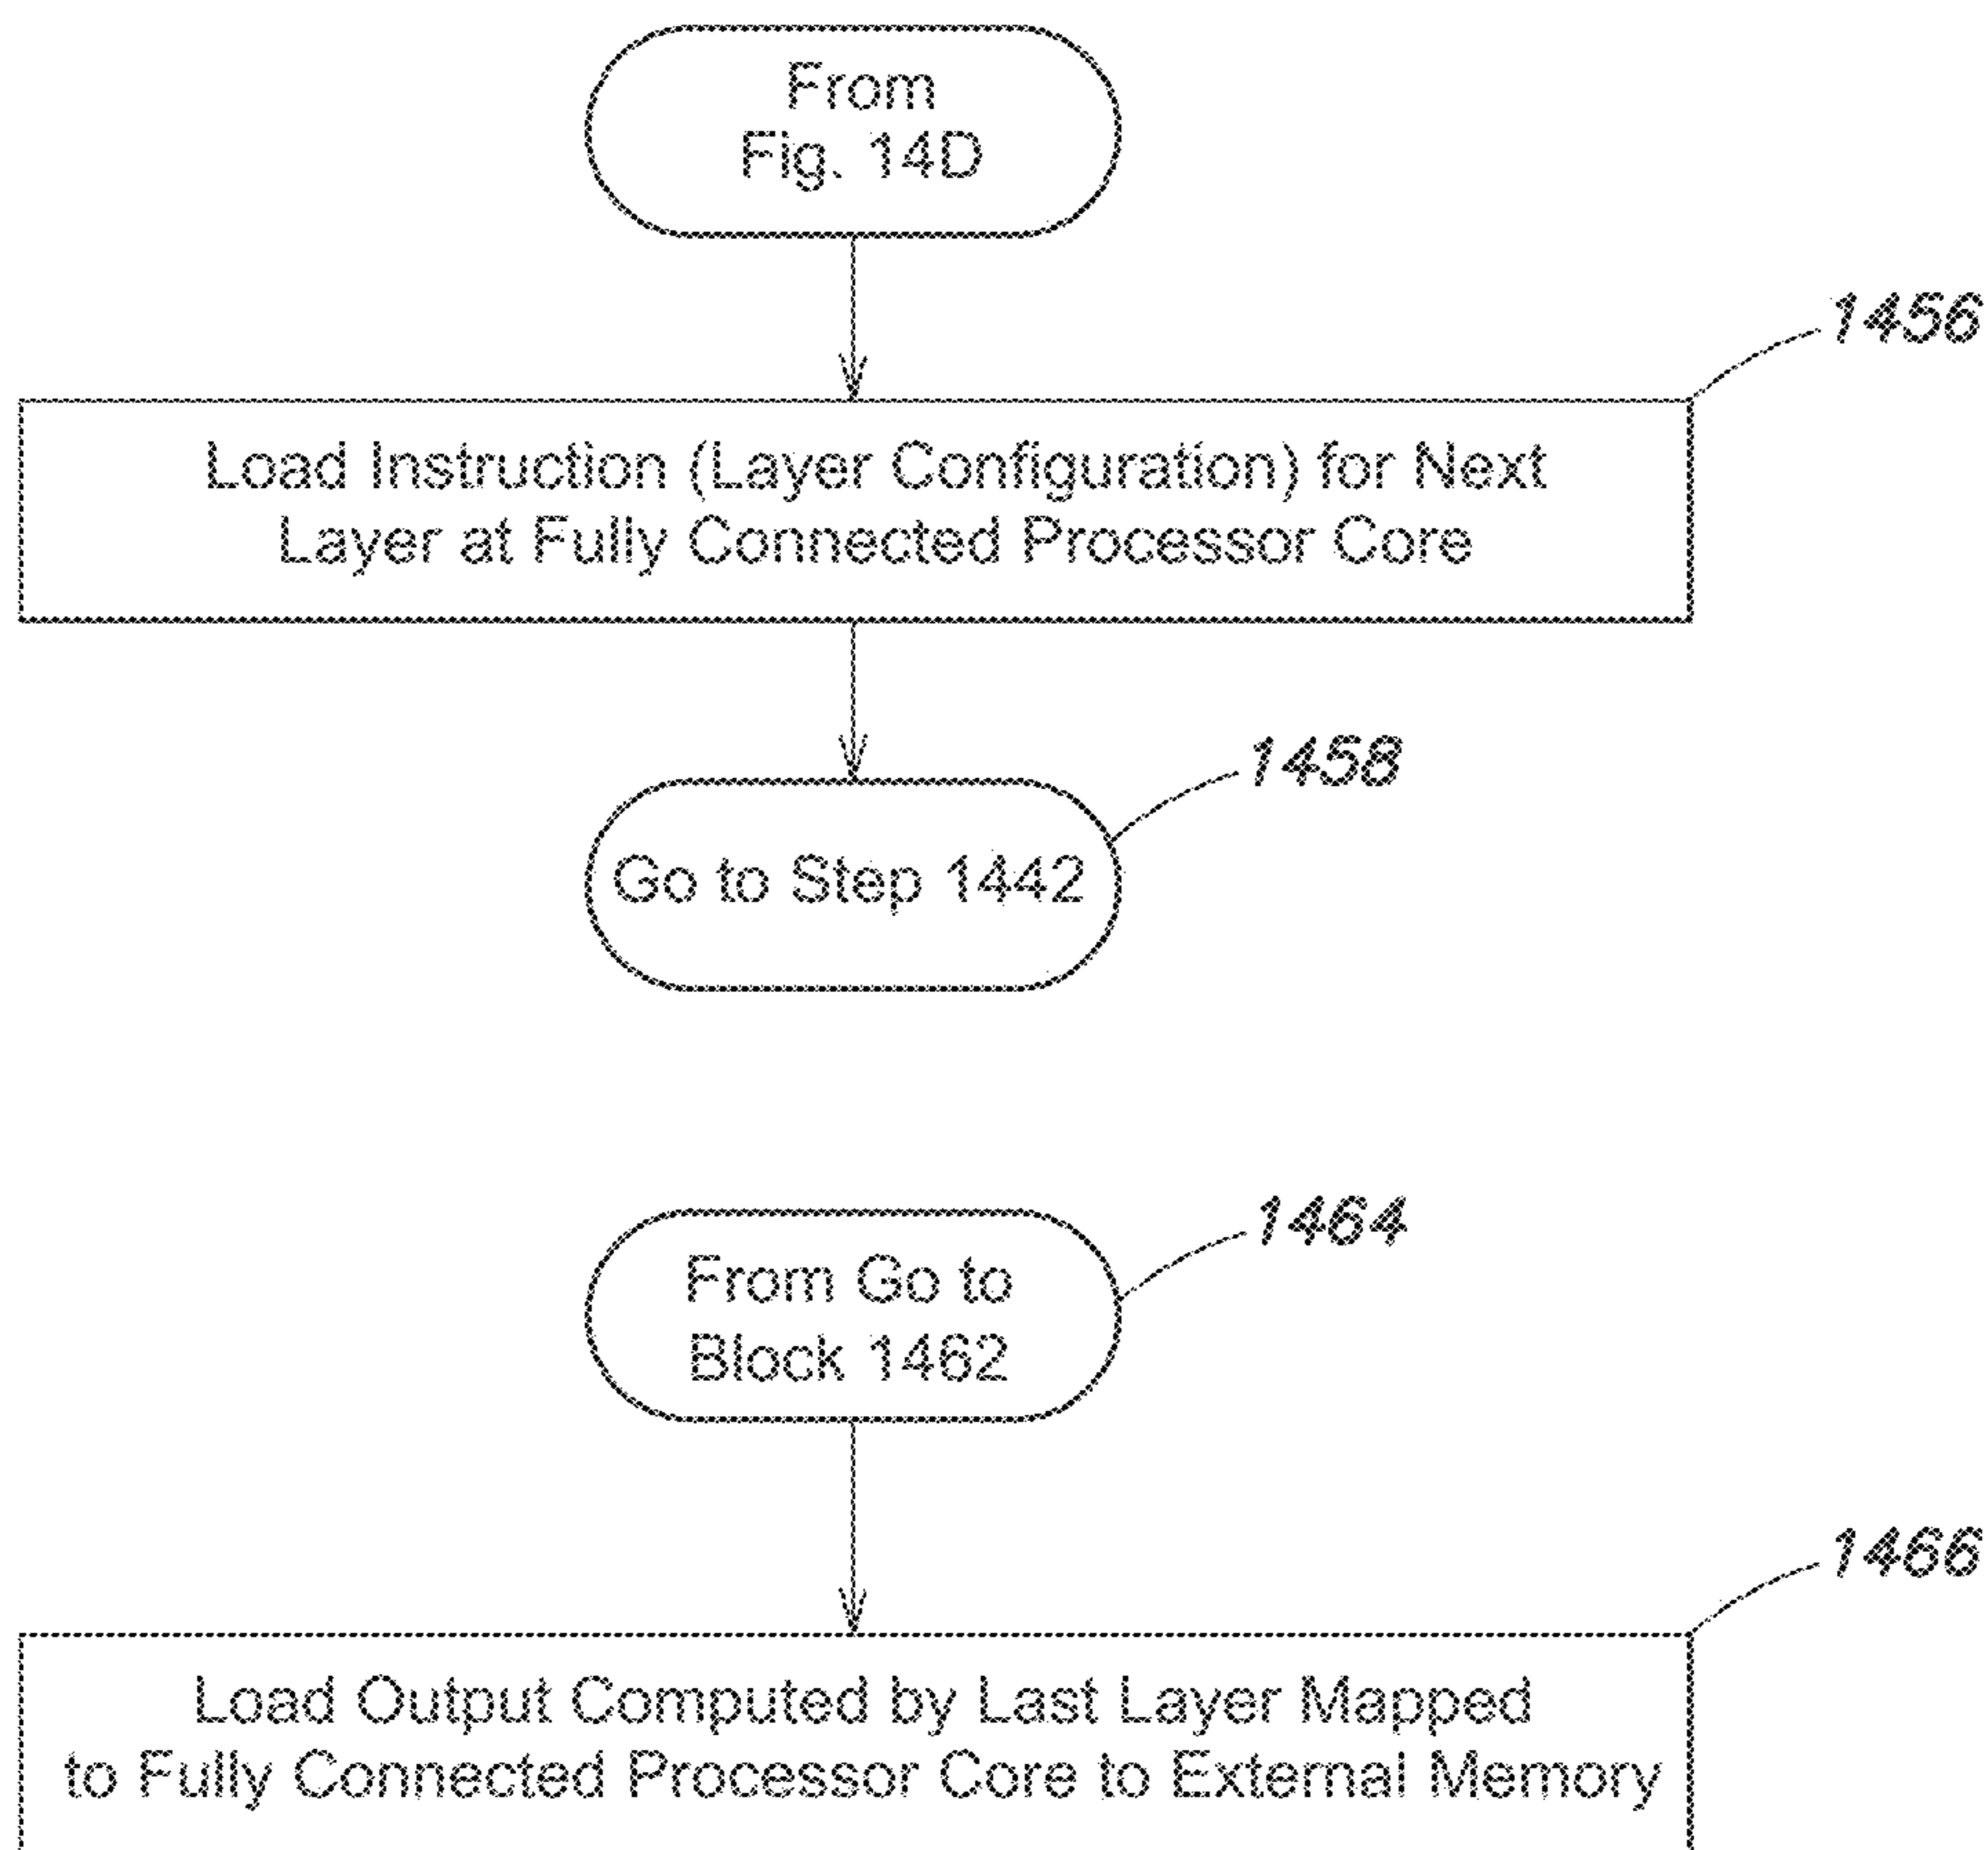 From
Fig. 14D
1456
Load Instruction (Layer Configuration) for Next
Layer at Fully Connected Processor Core
1458
Go to Step 1442
1464
From Go to
Block 1462
1466
Load Output Computed by Last Layer Mapped
to Fully Connected Processor Core to External Memory